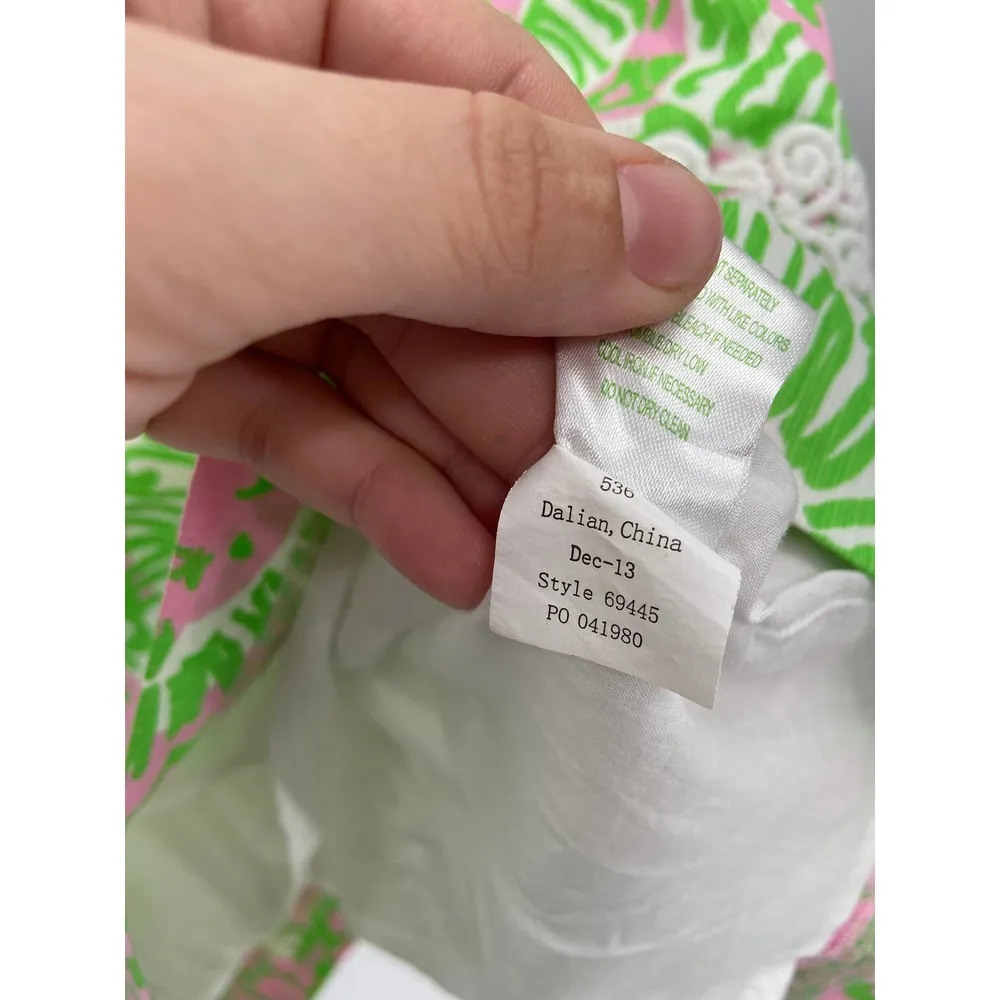 SEPARATELY
WITH LIKE COLORS
BLEACH IF NEEDED
DRY LOW
COOL IRON IF NECESSARY
DO NOT DRY CLEAN
536
Dalian, China
Dec-13
Style 69445
PO 041980